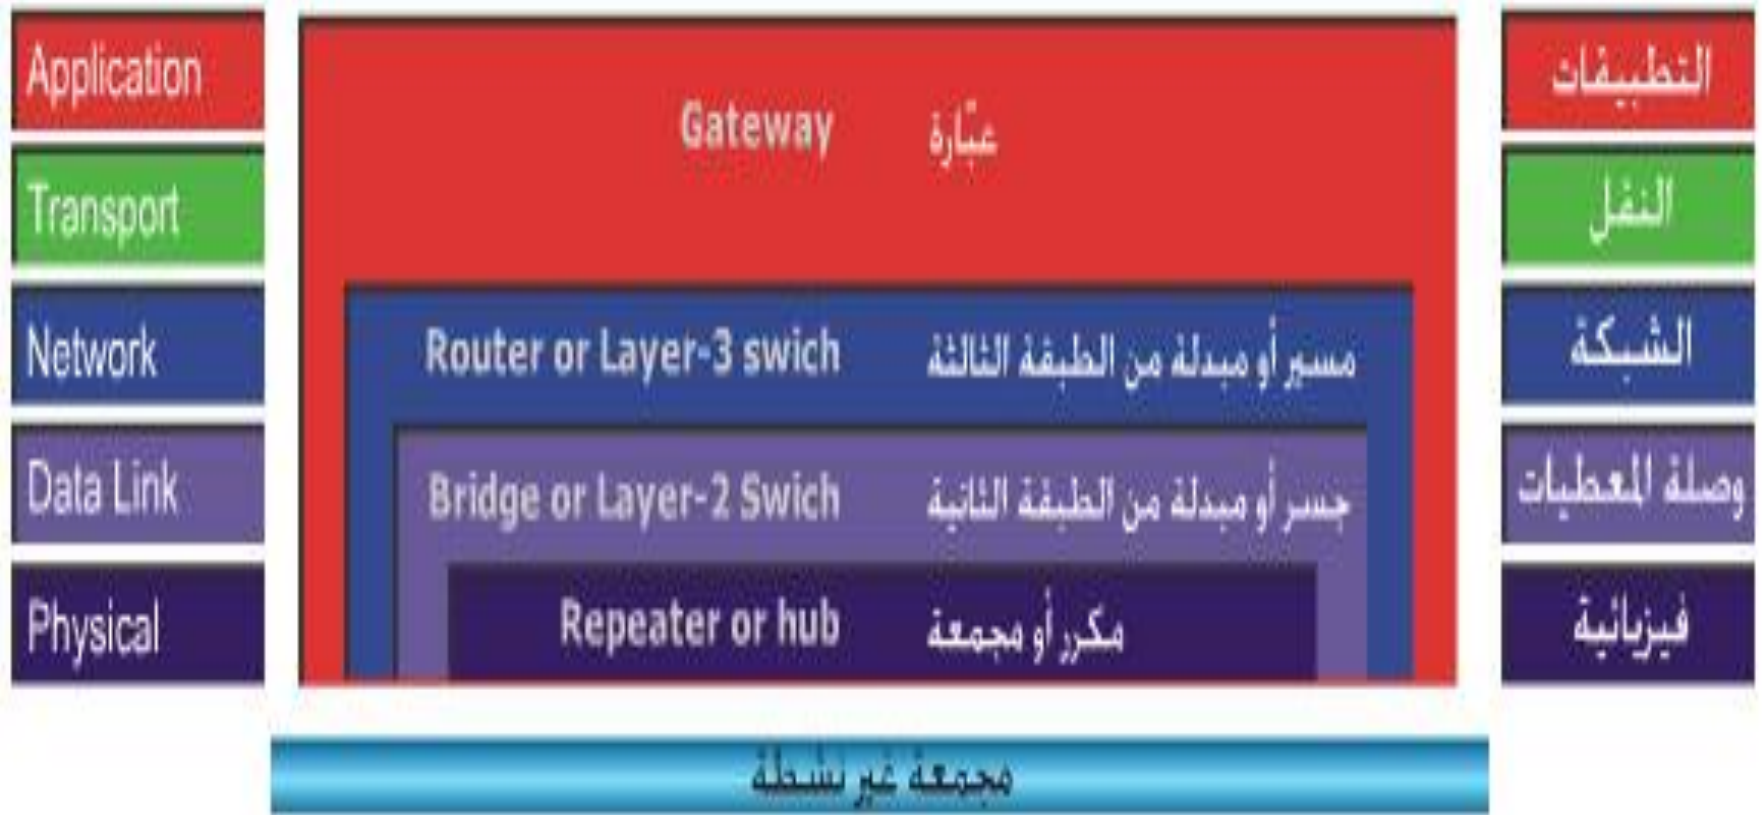 Application
Gateway عبّارة
التطبيقات
Transport
النقل
Network
Router or Layer-3 swich مسير أو مبدلة من الطبقة الثالثة
الشبكة
Data Link
Bridge or Layer-2 Swich جسر أو مبدلة من الطبقة الثانية
وصلة المعطيات
Physical
Repeater or hub مكرر أو مجمعة
فيزيائية
مجمعة غير نشطة